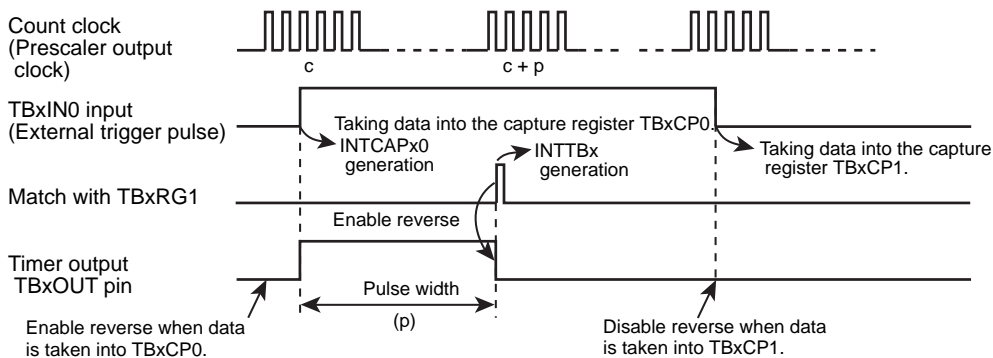 Count clock
(Prescaler output
clock)
c
c + p
TBxIN0 input
(External trigger pulse)
Taking data into the capture register TBxCP0.
INTCAPx0
generation
INTTBx
generation
Taking data into the capture
register TBxCP1.
Match with TBxRG1
Enable reverse
Timer output
TBxOUT pin
Pulse width
(p)
Enable reverse when data
is taken into TBxCP0.
Disable reverse when data
is taken into TBxCP1.